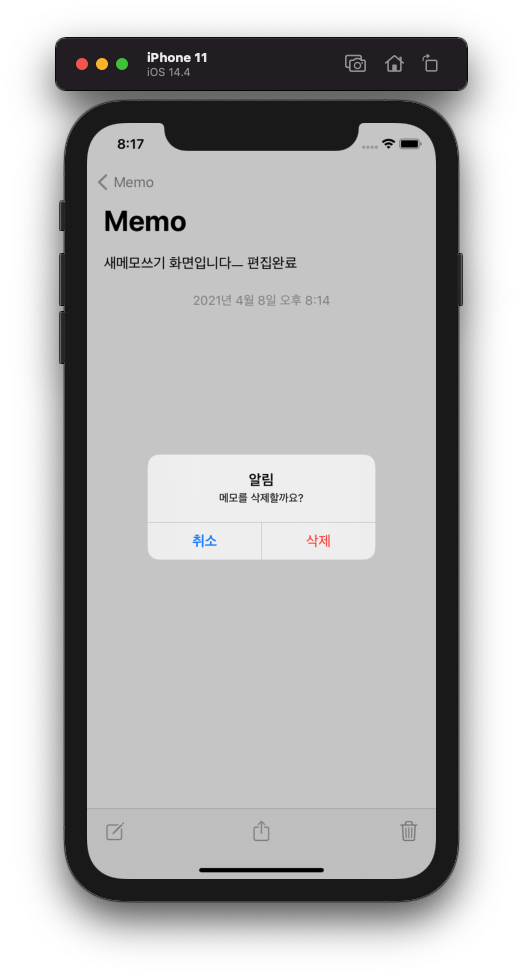 iPhone 11
iOS 14.4
8:17
Memo
Memo
새메모쓰기 화면입니다— 편집완료
2021년 4월 8일 오후 8:14
알림
메모를 삭제할까요?
취소 삭제